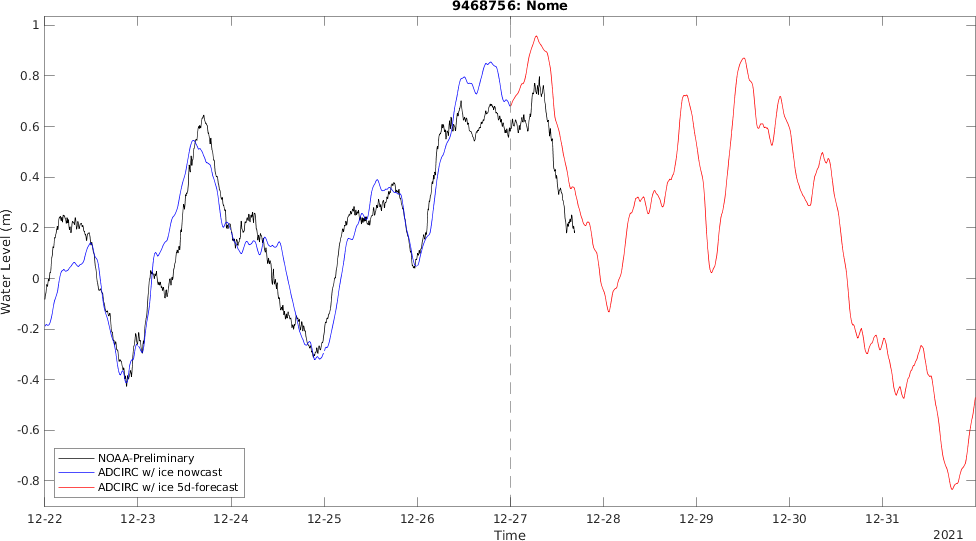 9468756: Nome
1
0.8
0.6
0.4
0.2
0
-0.2
-0.4
-0.6
-0.8
Water Level (m)
NOAA-Preliminary
ADCIRC w/ ice nowcast
ADCIRC w/ ice 5d-forecast
12-22 12-23 12-24 12-25 12-26 12-27 12-28 12-29 12-30 12-31
Time
2021